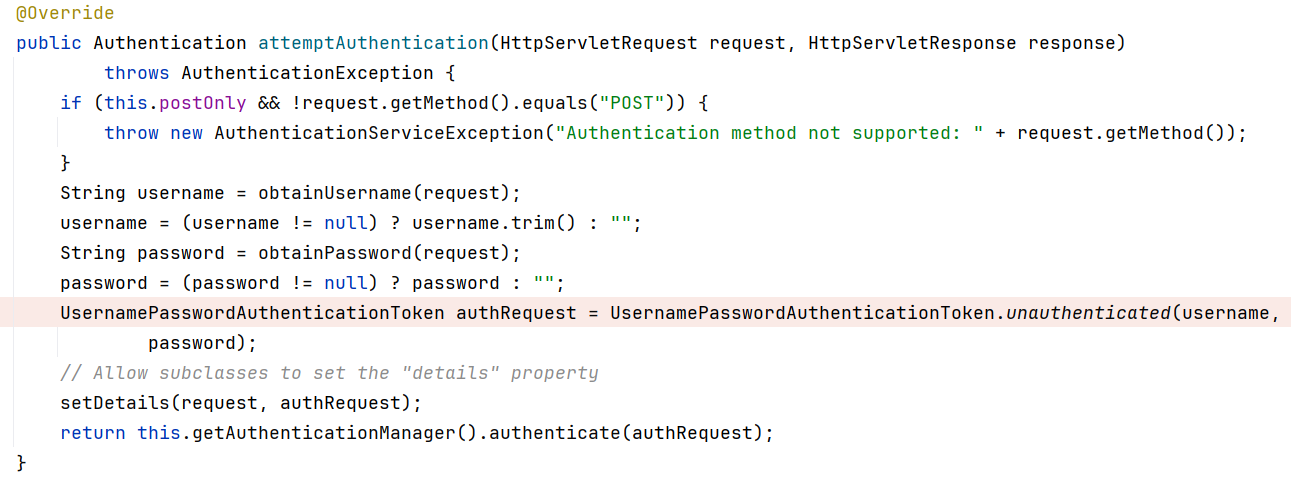 @Override
public Authentication attemptAuthentication(HttpServletRequest request, HttpServletResponse response)
        throws AuthenticationException {
    if (this.postOnly && !request.getMethod().equals("POST")) {
        throw new AuthenticationServiceException("Authentication method not supported: " + request.getMethod());
    }
    String username = obtainUsername(request);
    username = (username != null) ? username.trim() : "";
    String password = obtainPassword(request);
    password = (password != null) ? password : "";
    UsernamePasswordAuthenticationToken authRequest = UsernamePasswordAuthenticationToken.unauthenticated(username,
            password);
    // Allow subclasses to set the "details" property
    setDetails(request, authRequest);
    return this.getAuthenticationManager().authenticate(authRequest);
}